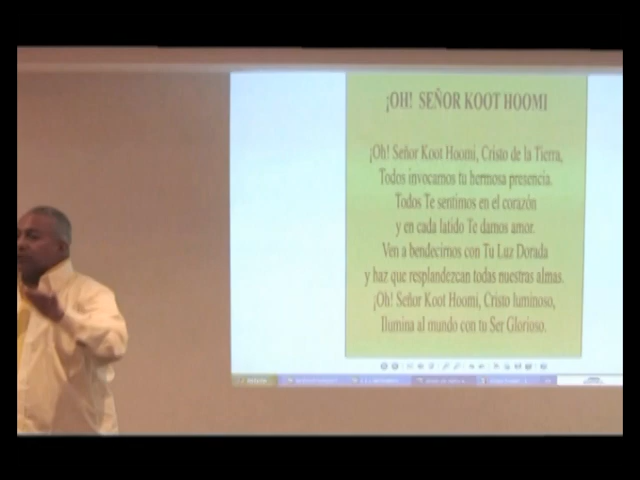 ¡OH! SEÑOR KOOT HOOMI
¡Oh! Señor Koot Hoomi, Cristo de la Tierra,
Todos invocamos tu hermosa presencia.
Todos Te sentimos en el corazón
y en cada latido Te damos amor.
Ven a bendecirnos con Tu Luz Dorada
y haz que resplandezcan todas nuestras almas.
¡Oh! Señor Koot Hoomi, Cristo luminoso,
Ilumina al mundo con tu Ser Glorioso.